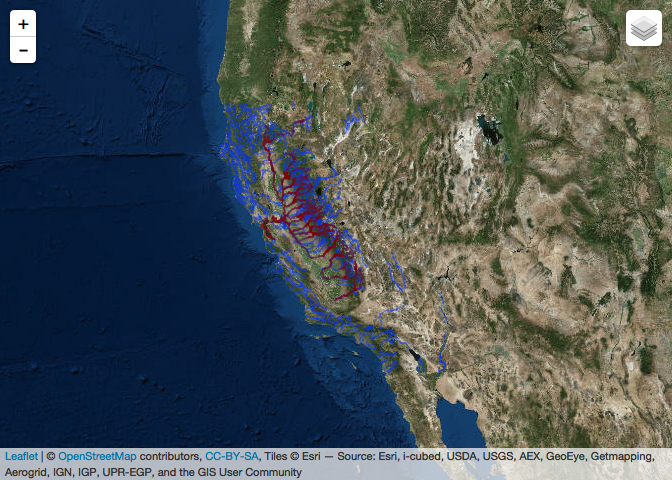 +
−
Leaflet | © OpenStreetMap contributors, CC-BY-SA, Tiles © Esri — Source: Esri, i-cubed, USDA, USGS, AEX, GeoEye, Getmapping,
Aerogrid, IGN, IGP, UPR-EGP, and the GIS User Community